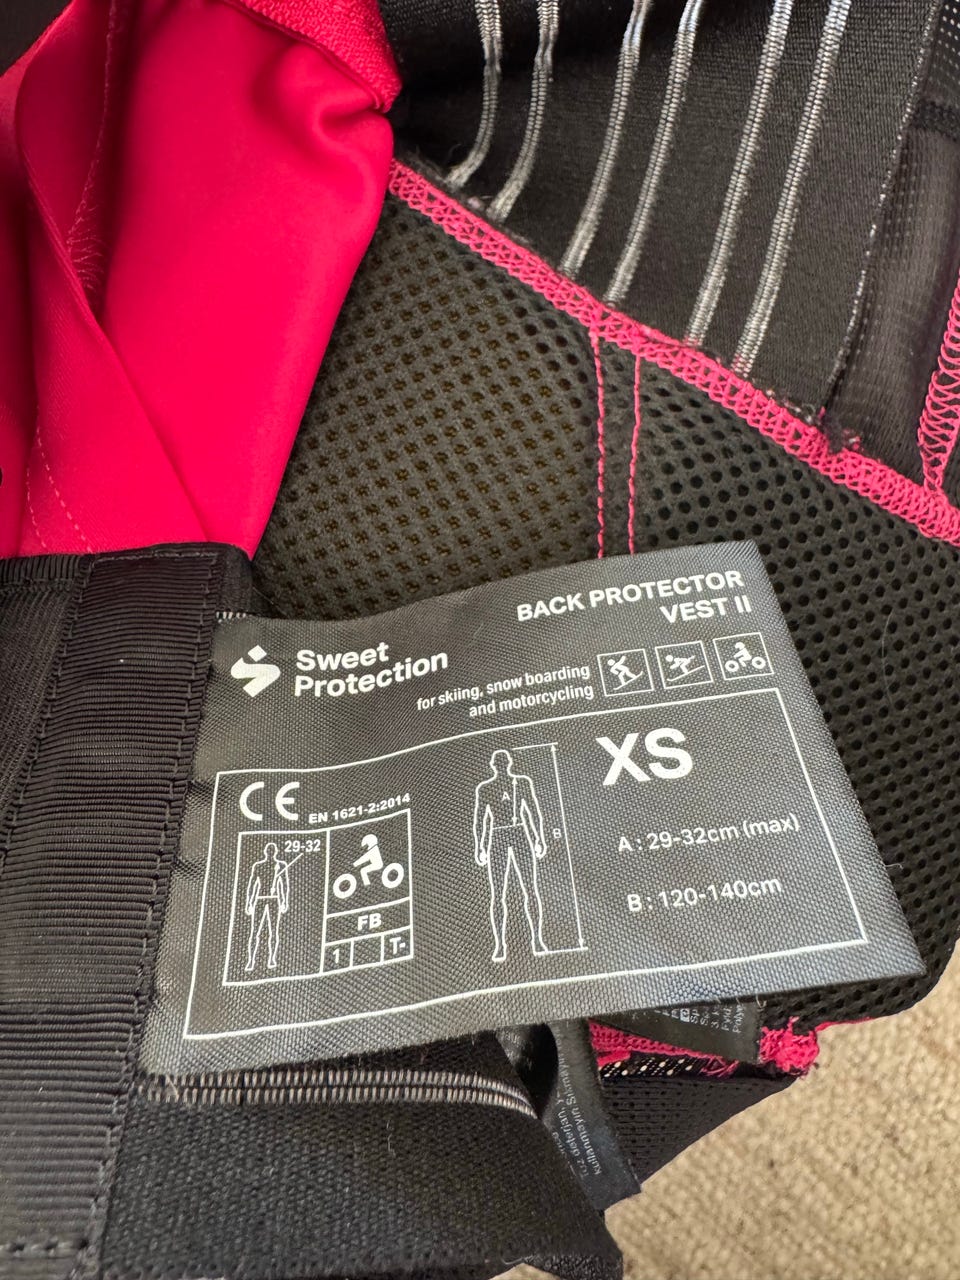 BACK PROTECTOR
VEST II
Sweet
Protection
for skiing, snow boarding
and motorcycling
CE EN 1621-2:2014
29-32
FB
1
T-
A
B
XS
A : 29-32cm (max)
B : 120-140cm
kullanmayın